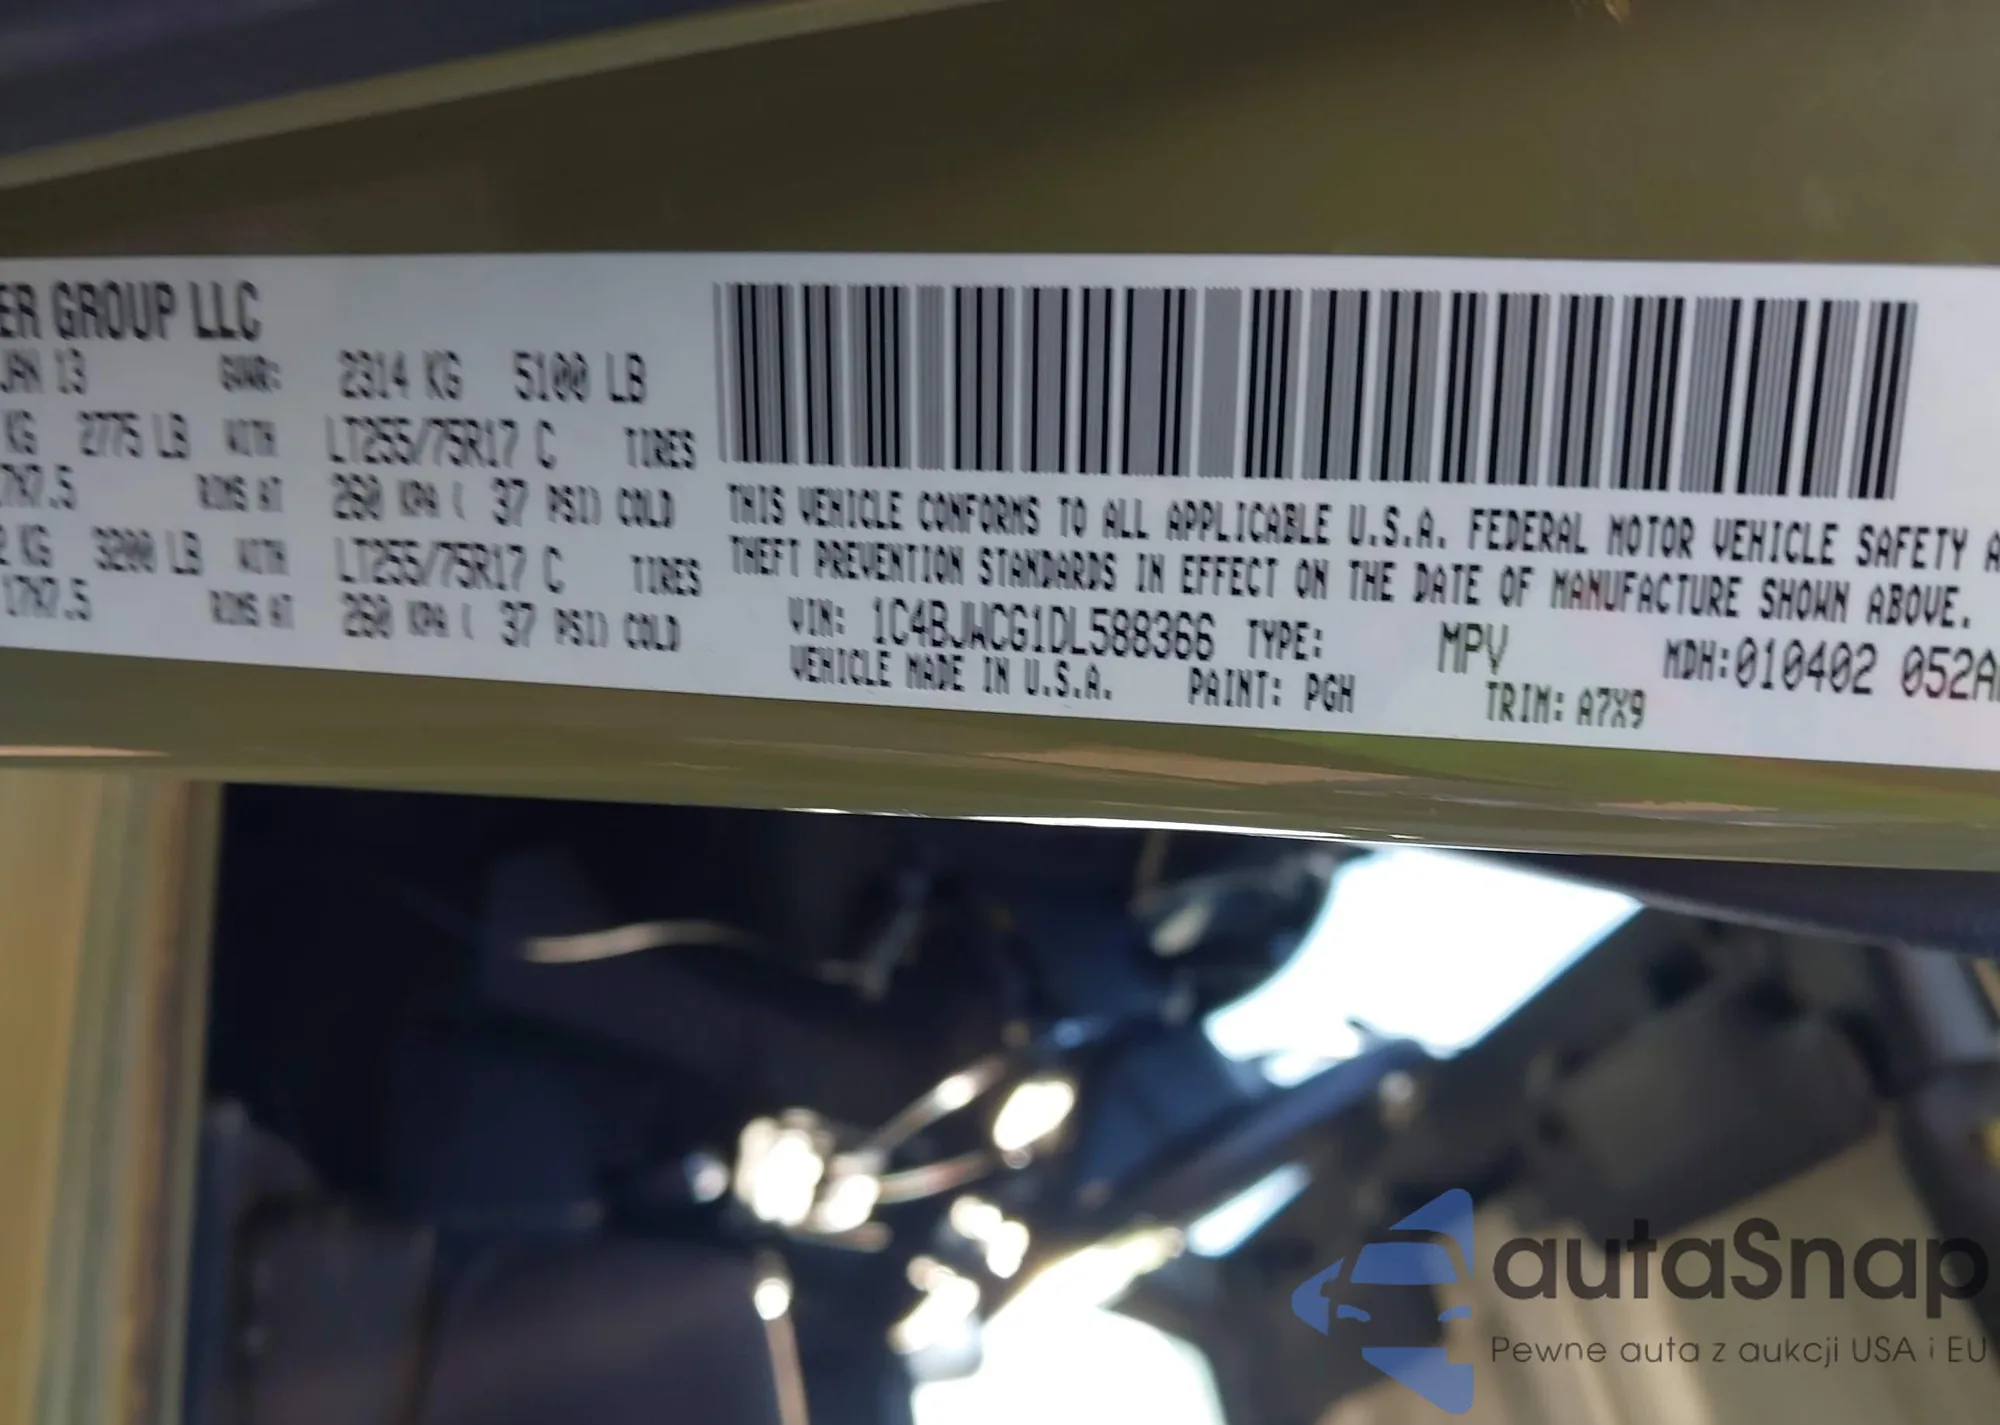 ER GROUP LLC
JAN 13 GVWR: 2314 KG 5100 LB
KG 2775 LB WITH LT255/75R17 C TIRES
7X7.5 RIMS AT 260 KPA ( 37 PSI) COLD
2 KG 3200 LB WITH LT255/75R17 C TIRES
17X7.5 RIMS AT 260 KPA ( 37 PSI) COLD
THIS VEHICLE CONFORMS TO ALL APPLICABLE U.S.A. FEDERAL MOTOR VEHICLE SAFETY A
THEFT PREVENTION STANDARDS IN EFFECT ON THE DATE OF MANUFACTURE SHOWN ABOVE.
VIN: 1C4BJWCG1DL588366 TYPE: MPV MDH:010402 052A
VEHICLE MADE IN U.S.A. PAINT: PGH TRIM: A7X9
autaSnap
Pewne auta z aukcji USA i EU